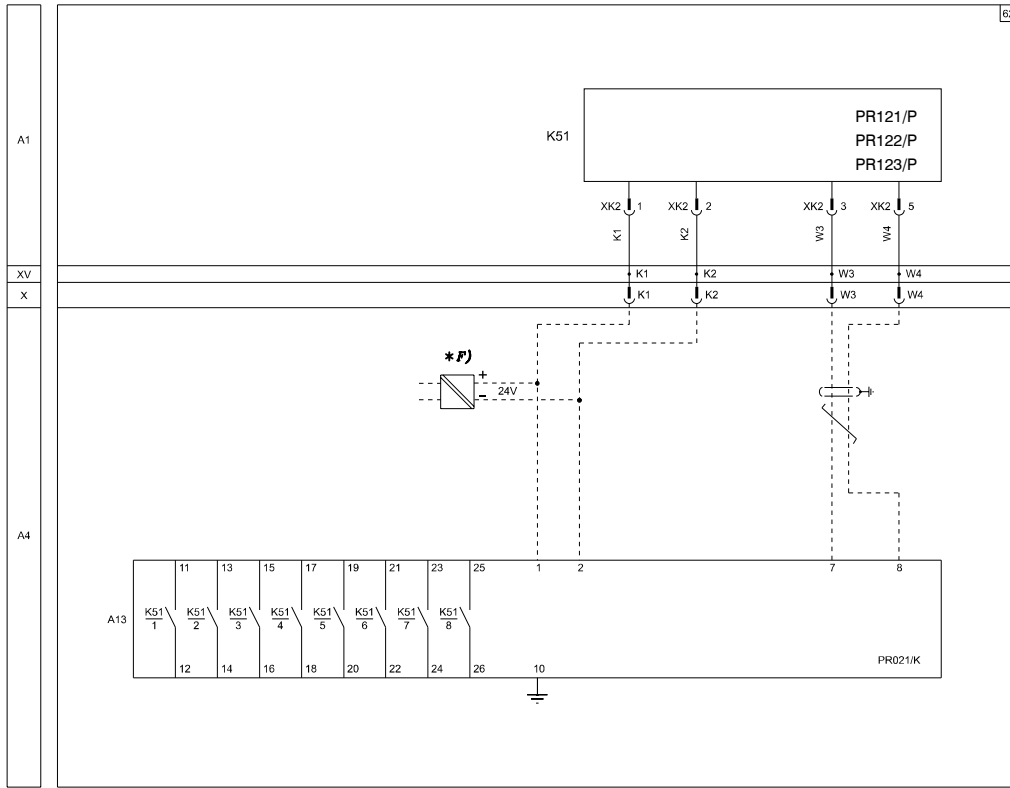 62
A1
K51
PR121/P
PR122/P
PR123/P
XK2 1
XK2 2
XK2 3
XK2 5
K1
K2
W3
W4
XV
K1
K2
W3
W4
X
K1
K2
W3
W4
*F)
+
24V
−
A4
11
13
15
17
19
21
23
25
1
2
7
8
A13
K51
1
K51
2
K51
3
K51
4
K51
5
K51
6
K51
7
K51
8
12
14
16
18
20
22
24
26
10
PR021/K